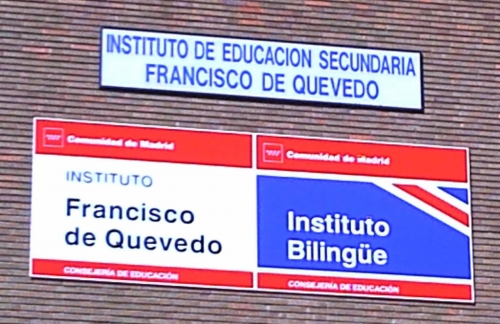 INSTITUTO DE EDUCACION SECUNDARIA
FRANCISCO DE QUEVEDO
Comunidad de Madrid
INSTITUTO
Francisco
de Quevedo
CONSEJERÍA DE EDUCACIÓN
Comunidad de Madrid
Instituto
Bilingüe
CONSEJERÍA DE EDUCACIÓN